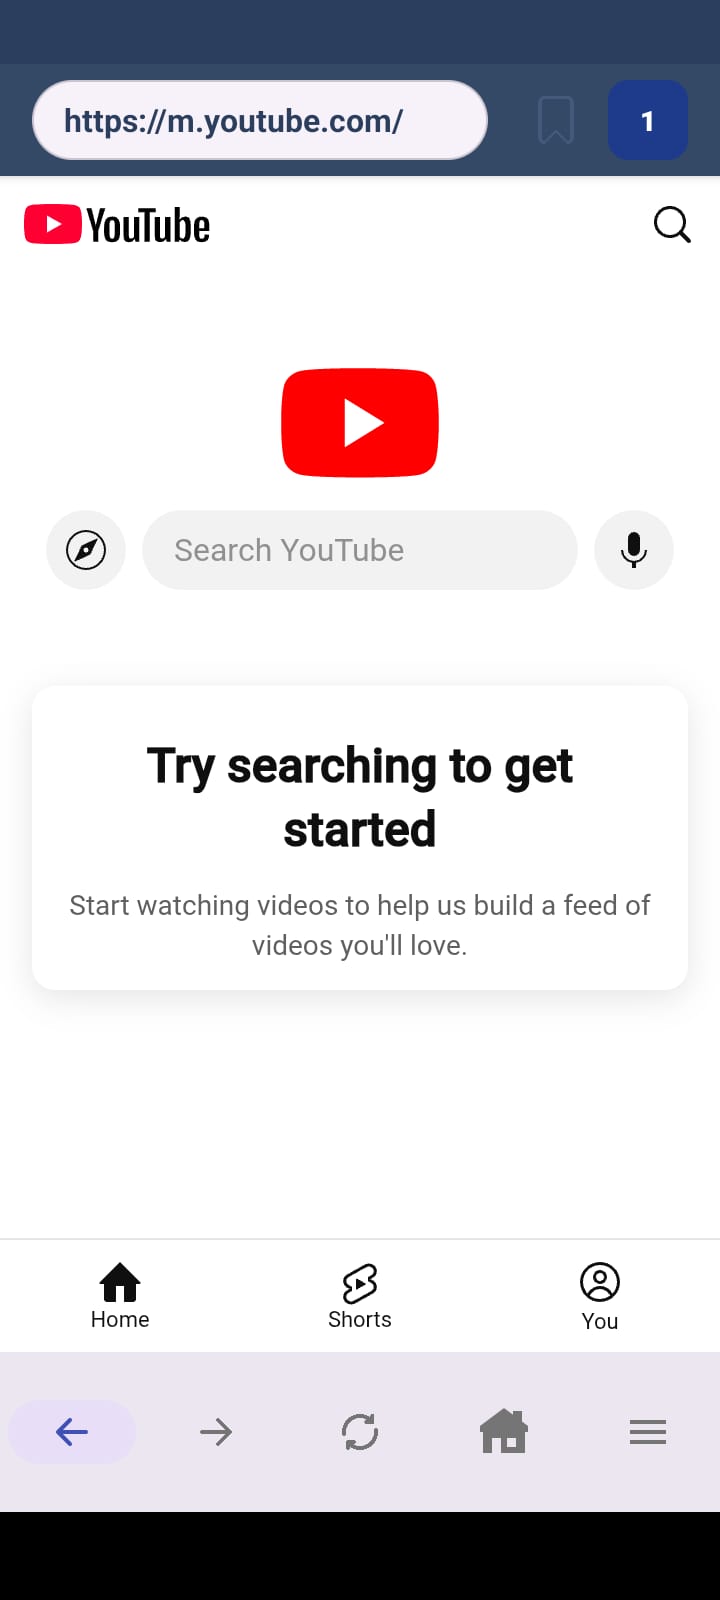 https://m.youtube.com/
1
YouTube
Search YouTube
Try searching to get
started
Start watching videos to help us build a feed of
videos you'll love.
Home
Shorts
You